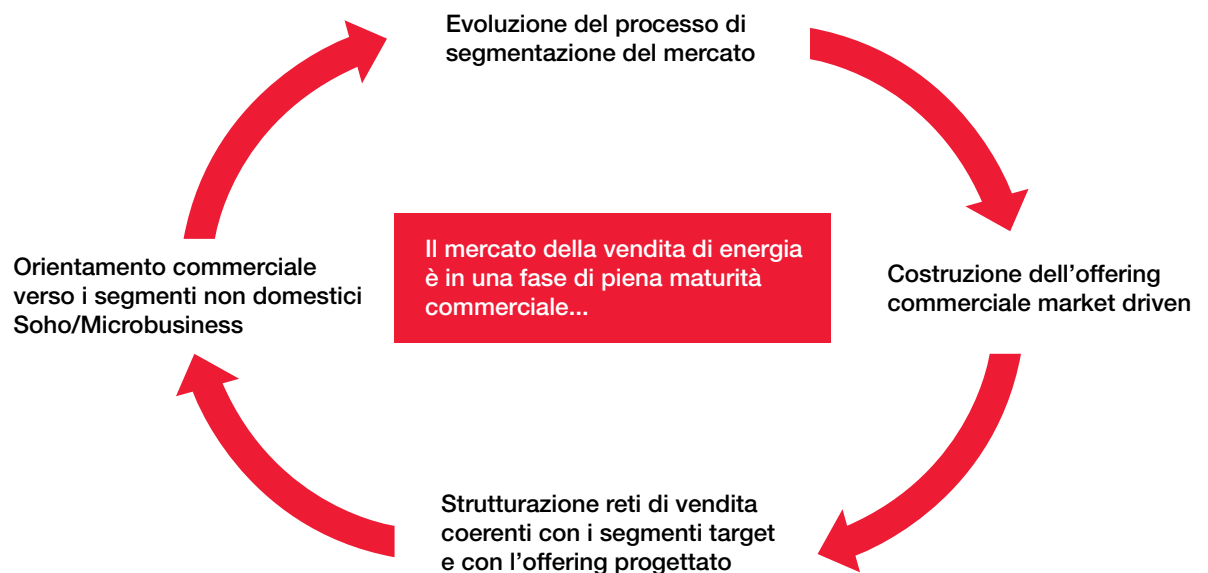 Evoluzione del processo di
segmentazione del mercato
Il mercato della vendita di energia
è in una fase di piena maturità
commerciale...
Orientamento commerciale
verso i segmenti non domestici
Soho/Microbusiness
Costruzione dell’offering
commerciale market driven
Strutturazione reti di vendita
coerenti con i segmenti target
e con l’offering progettato